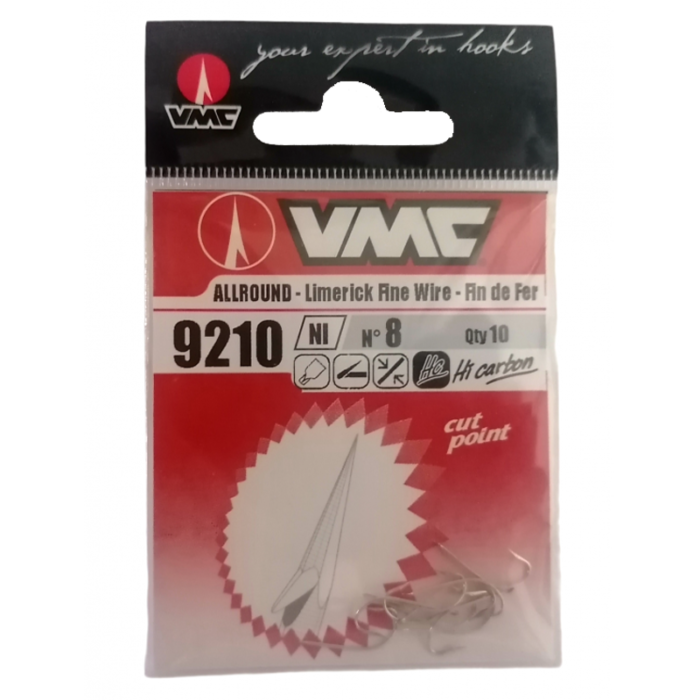 your expert in hooks
VMC
VMC
ALLROUND - Limerick Fine Wire - Fin de Fer
9210 NI N° 8 Qty 10
Hc Hi carbon
cut
point